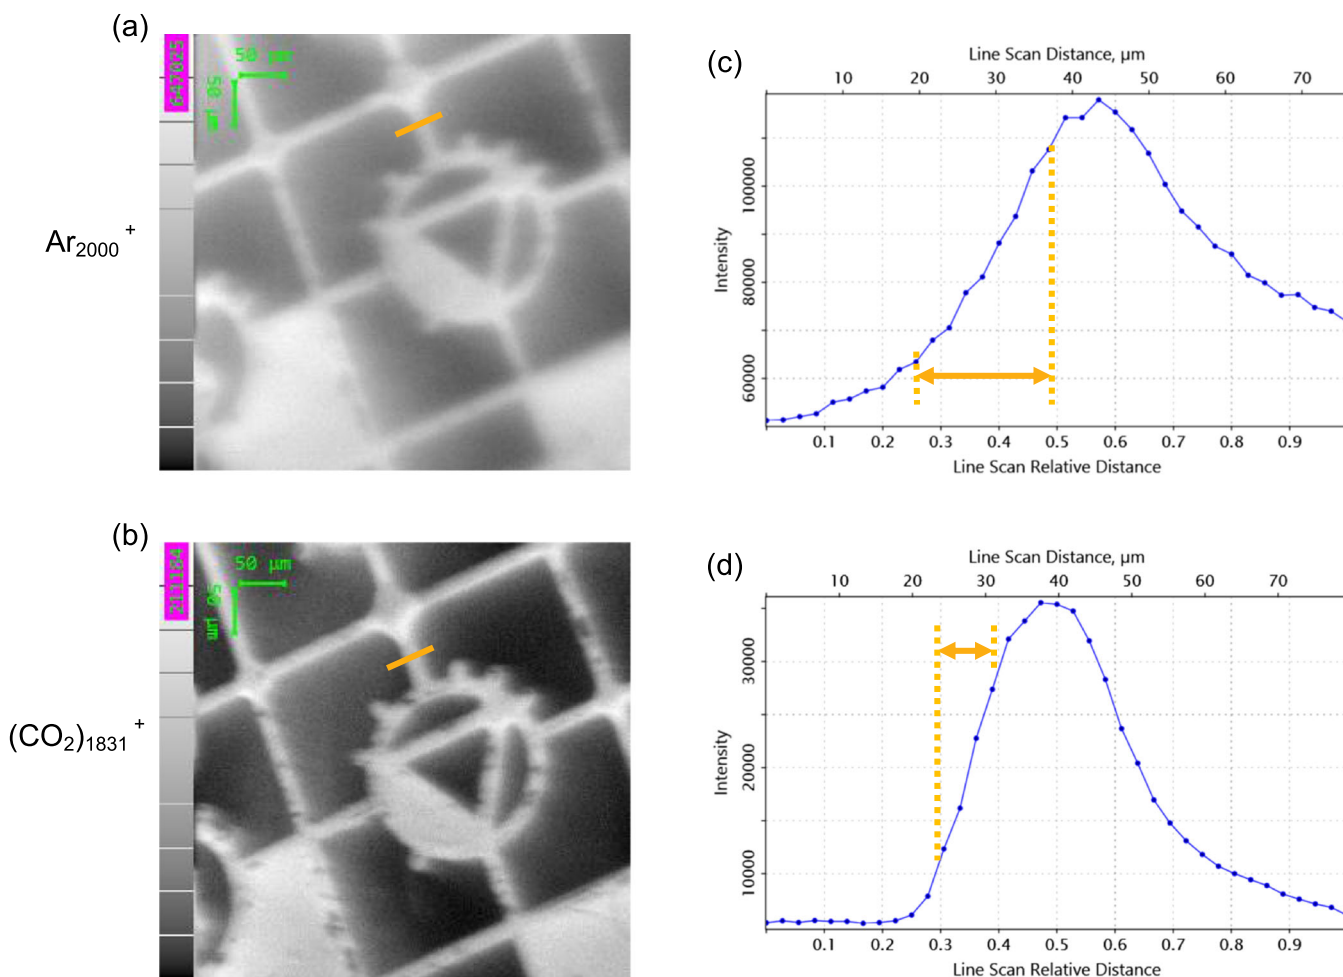 (a)
647025
50 µm
50 µm
Ar2000 +
(c)
Line Scan Distance, µm
10 20 30 40 50 60 70
Intensity
100000
80000
60000
0.1 0.2 0.3 0.4 0.5 0.6 0.7 0.8 0.9
Line Scan Relative Distance
(b)
211184
50 µm
50 µm
(CO2)1831 +
(d)
Line Scan Distance, µm
10 20 30 40 50 60 70
Intensity
30000
20000
10000
0.1 0.2 0.3 0.4 0.5 0.6 0.7 0.8 0.9
Line Scan Relative Distance